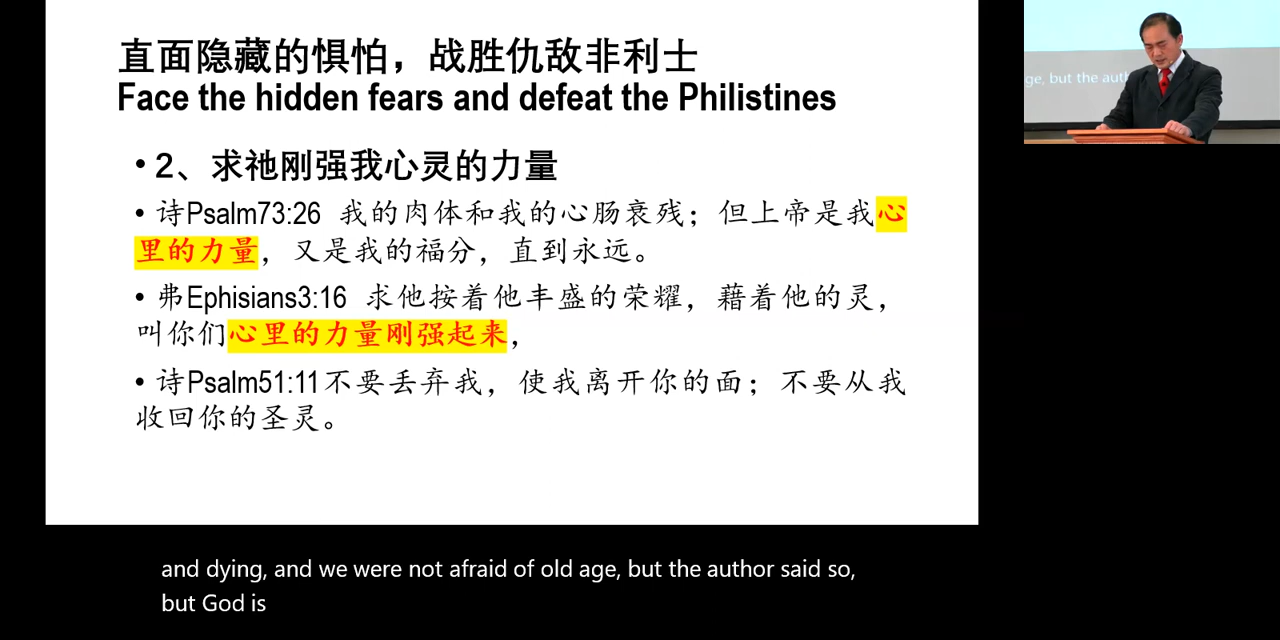 直面隐藏的惧怕，战胜仇敌非利士
Face the hidden fears and defeat the Philistines
• 2、求祂刚强我心灵的力量
• 诗Psalm73:26 我的肉体和我的心肠衰残；但上帝是我心
里的力量，又是我的福分，直到永远。
• 弗Ephisians3:16 求他按着他丰盛的荣耀，藉着他的灵，
叫你们心里的力量刚强起来，
• 诗Psalm51:11不要丢弃我，使我离开你的面；不要从我
收回你的圣灵。
ge, but the auth
and dying, and we were not afraid of old age, but the author said so,
but God is